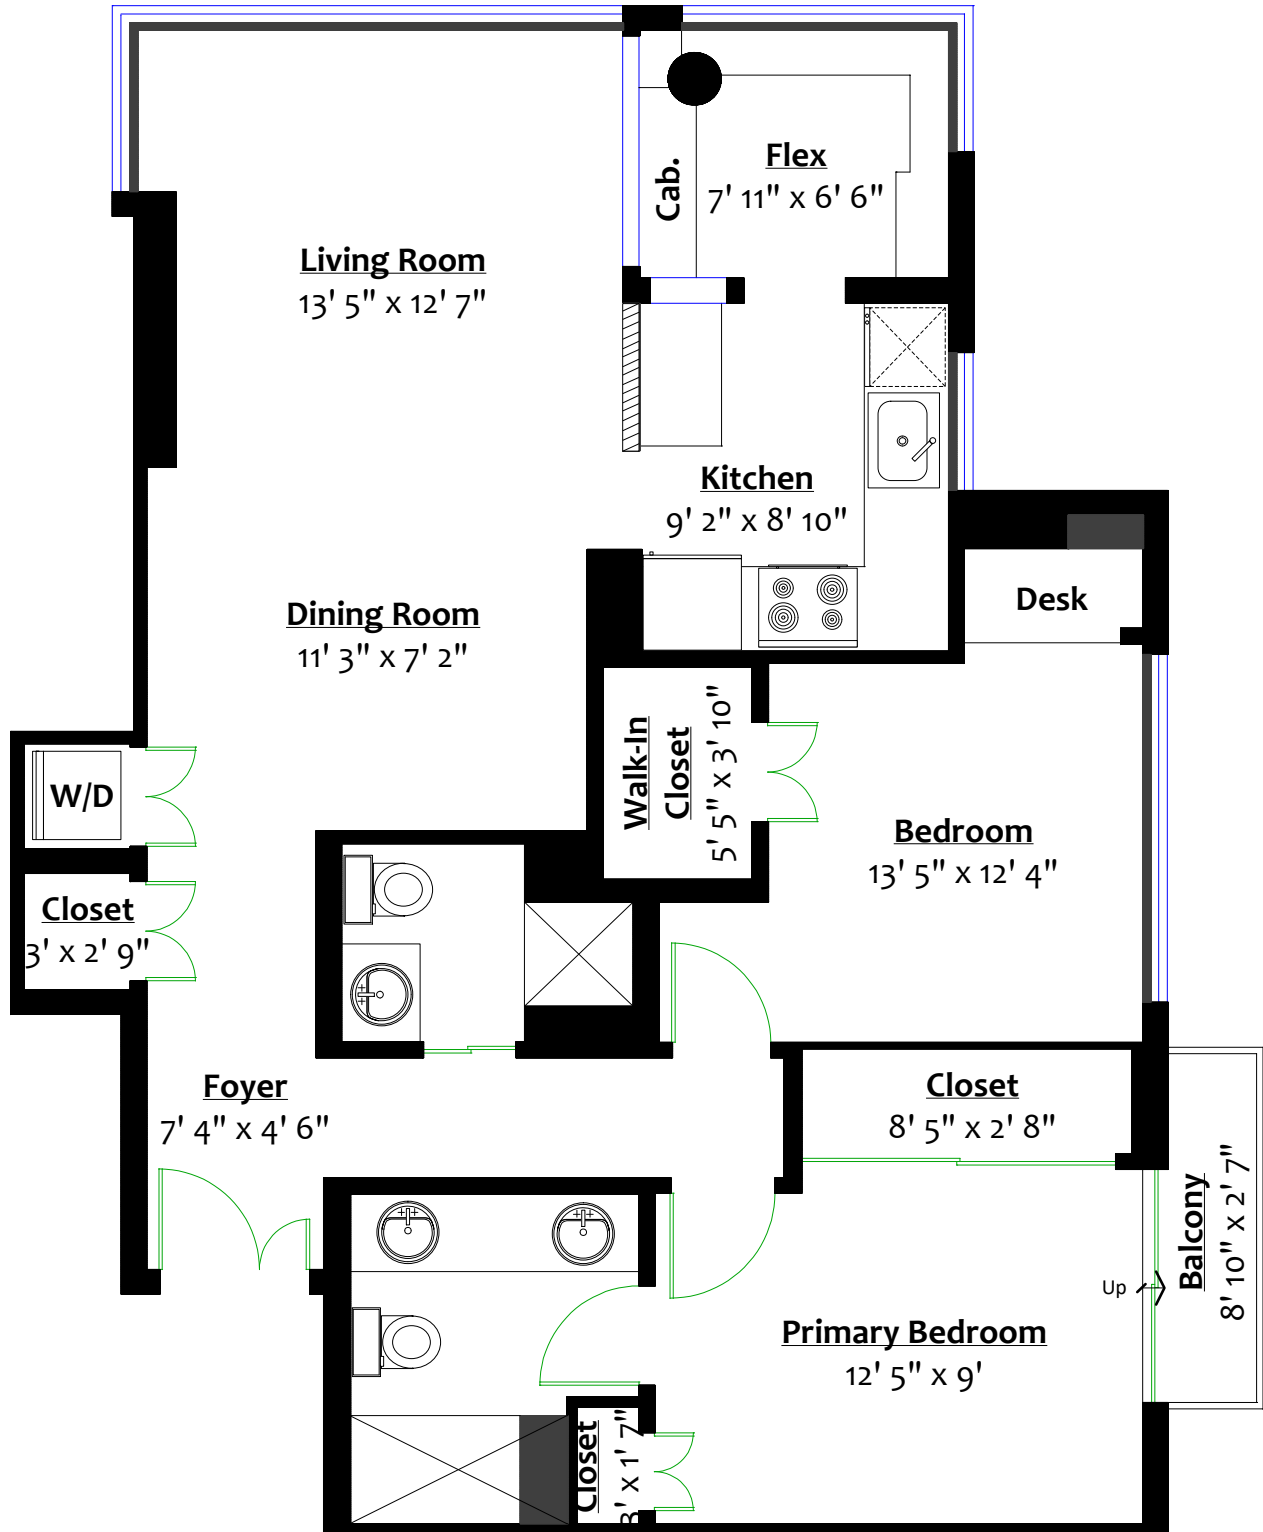 Cab.
Flex
7' 11" x 6' 6"
Living Room
13' 5" x 12' 7"
Kitchen
9' 2" x 8' 10"
Desk
Dining Room
11' 3" x 7' 2"
Walk-In
Closet
5' 5" x 3' 10"
W/D
Bedroom
13' 5" x 12' 4"
Closet
3' x 2' 9"
Foyer
7' 4" x 4' 6"
Closet
8' 5" x 2' 8"
Balcony
8' 10" x 2' 7"
Up
Primary Bedroom
12' 5" x 9'
Closet
3' x 1' 7"